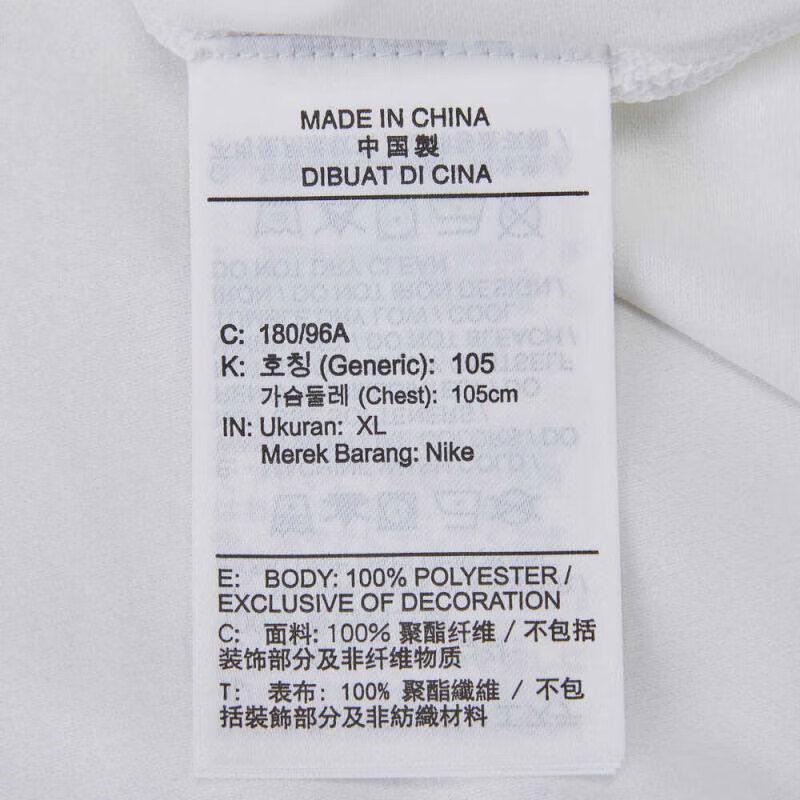 MADE IN CHINA
中国製
DIBUAT DI CINA
C: 180/96A
K: 호칭 (Generic): 105
가슴둘레 (Chest): 105cm
IN: Ukuran: XL
Merek Barang: Nike
E: BODY: 100% POLYESTER /
EXCLUSIVE OF DECORATION
C: 面料: 100% 聚酯纤维 / 不包括
装饰部分及非纤维物质
T: 表布: 100% 聚酯纖維 / 不包
括裝飾部分及非紡織材料